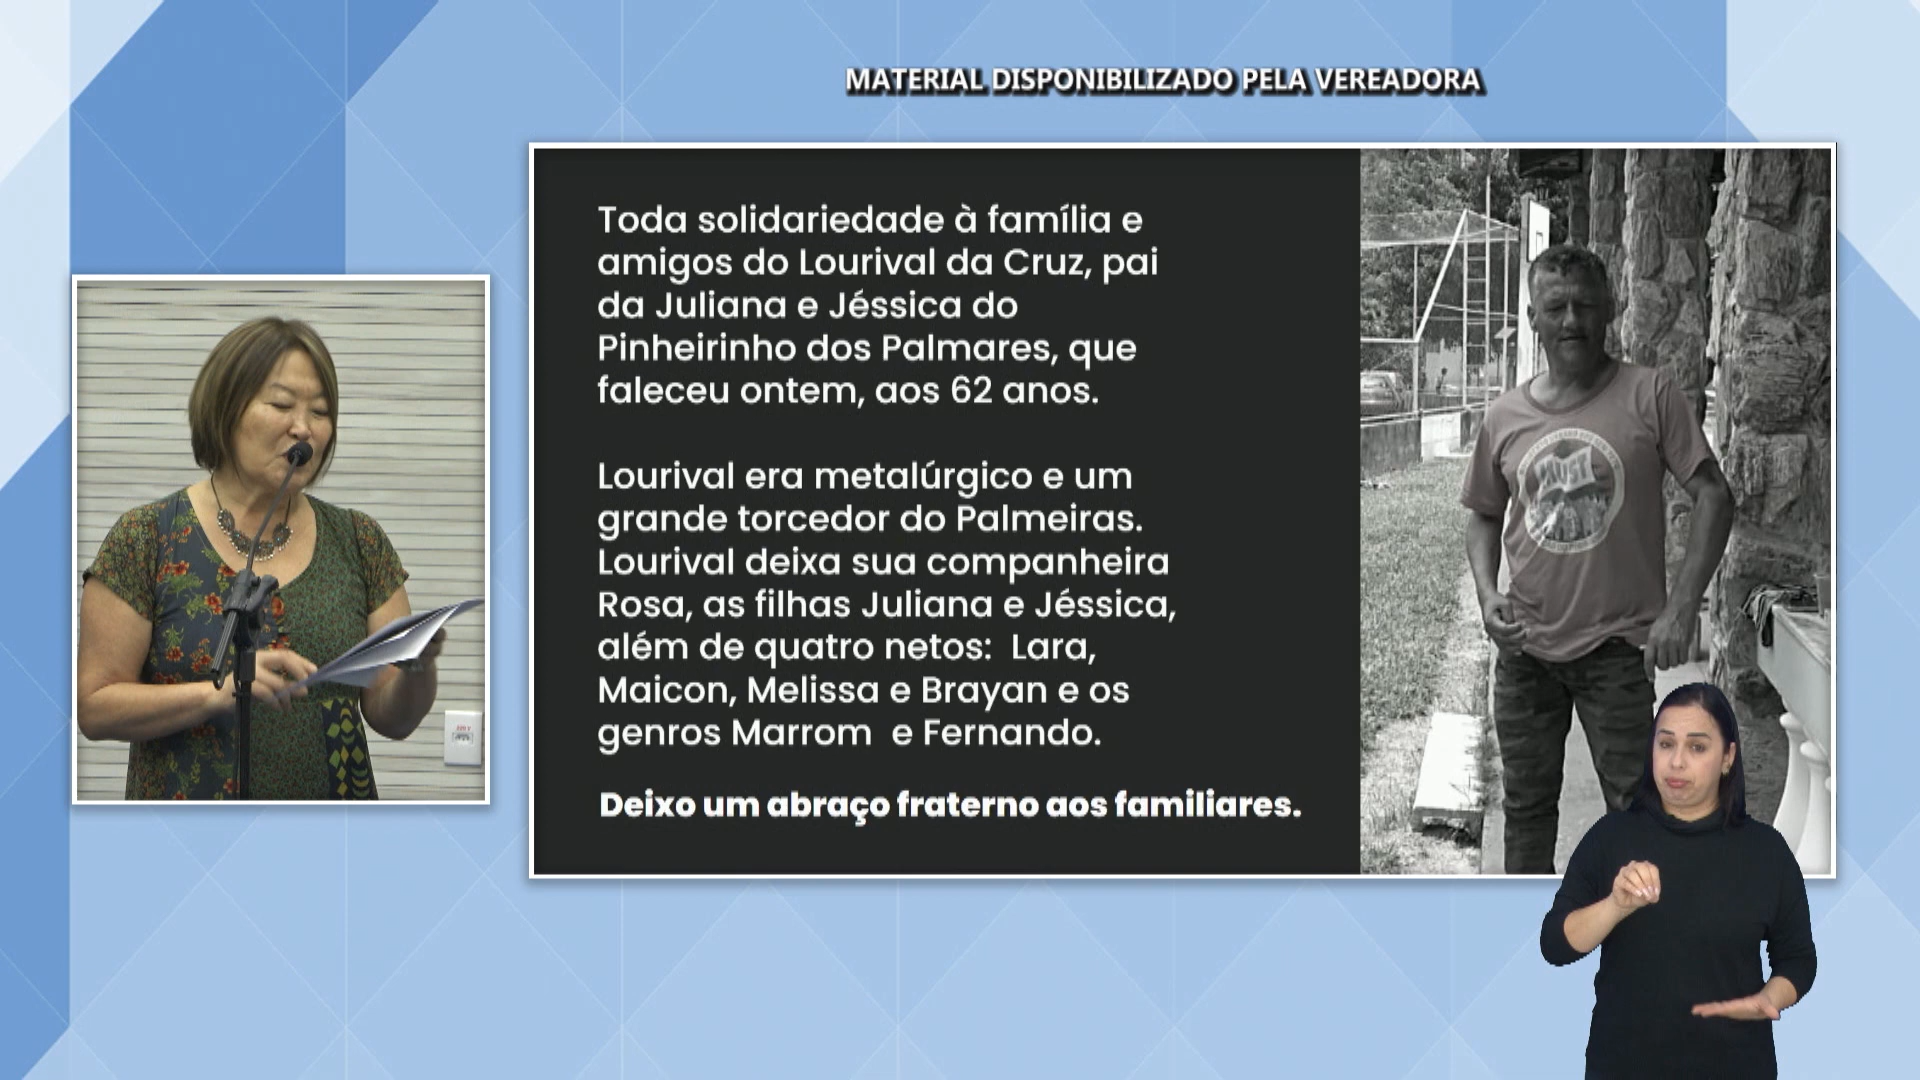 MATERIAL DISPONIBILIZADO PELA VEREADORA
Toda solidariedade à família e
amigos do Lourival da Cruz, pai
da Juliana e Jéssica do
Pinheirinho dos Palmares, que
faleceu ontem, aos 62 anos.
Lourival era metalúrgico e um
grande torcedor do Palmeiras.
Lourival deixa sua companheira
Rosa, as filhas Juliana e Jéssica,
além de quatro netos: Lara,
Maicon, Melissa e Brayan e os
genros Marrom e Fernando.
Deixo um abraço fraterno aos familiares.
MUST